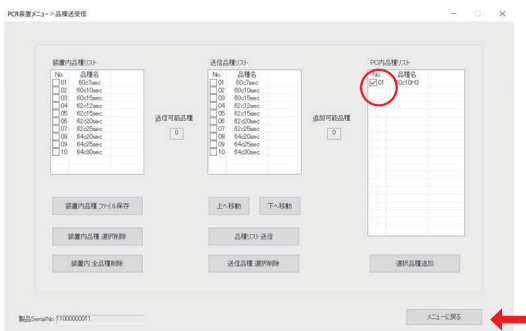 PCR装置メニュー＞品種送受信
装置内品種リスト
No. 品種名
01 60c7sec
02 60c10sec
03 60c15sec
04 62c12sec
05 62c15sec
06 62c20sec
07 62c25sec
08 64c20sec
09 64c25sec
10 64c30sec
送信可能品種
0
送信品種リスト
No. 品種名
01 60c7sec
02 60c10sec
03 60c15sec
04 62c12sec
05 62c15sec
06 62c20sec
07 62c25sec
08 64c20sec
09 64c25sec
10 64c30sec
追加可能品種
0
PC内品種リスト
No. 品種名
01 60c10H3
装置内品種 ファイル保存
上へ移動
下へ移動
装置内品種 選択削除
品種リスト送信
装置内 全品種削除
送信品種 選択削除
選択品種追加
製品SerialNo. 11000000011
メニューに戻る